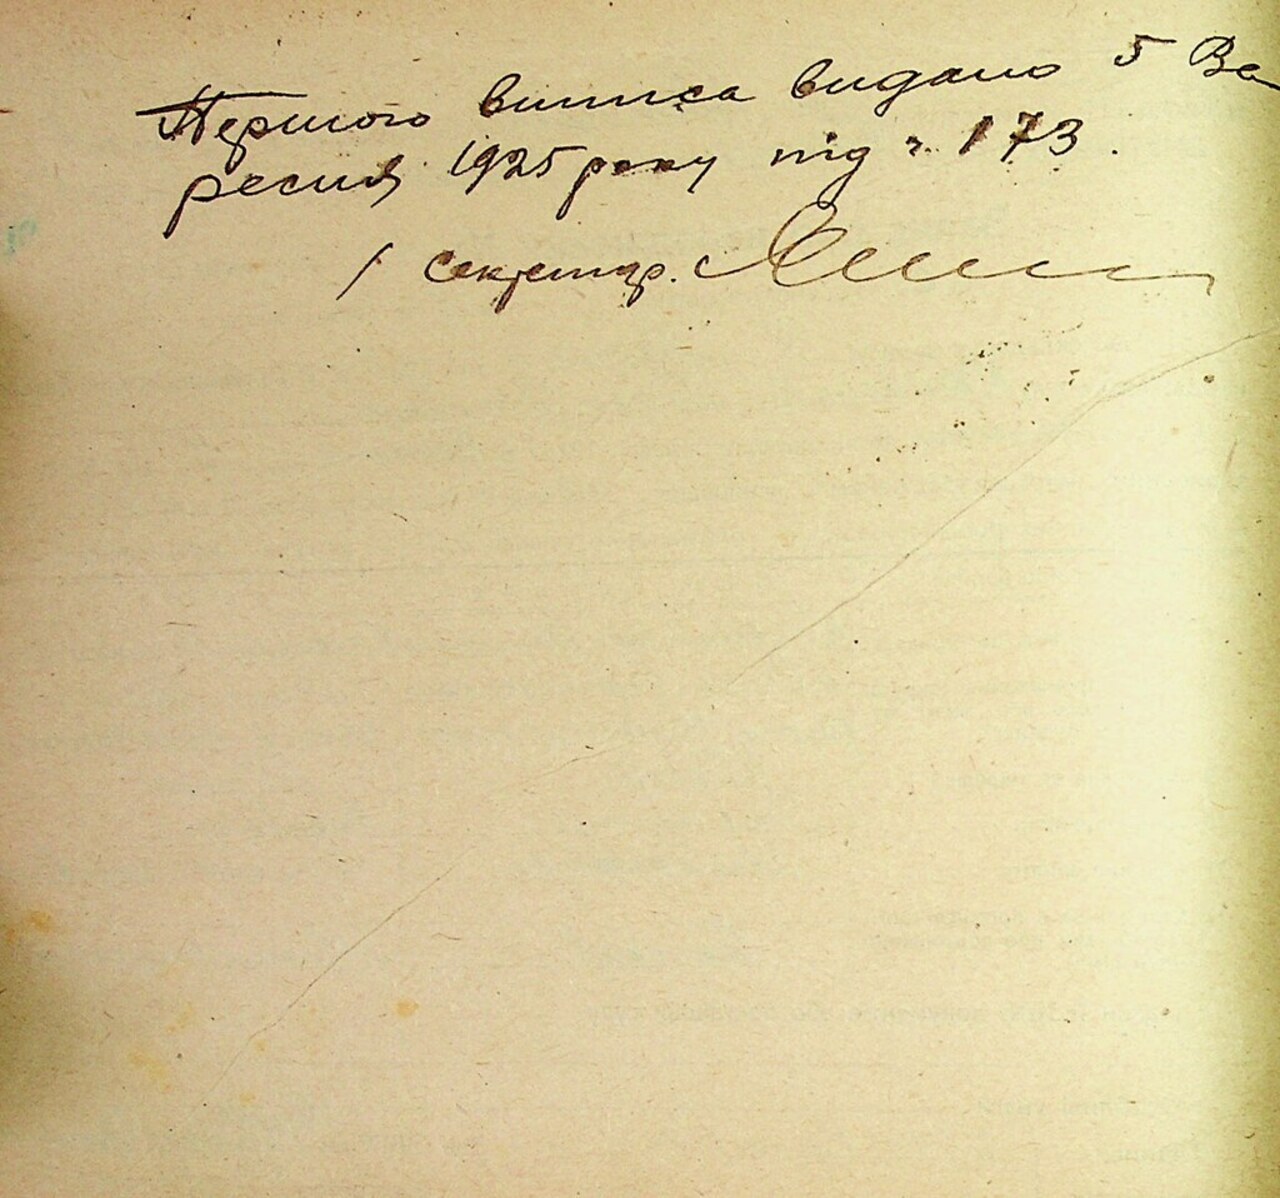 Першого виписа видано 5 Ве
ресня 1925 року під ч. 173.
/ Секретар.